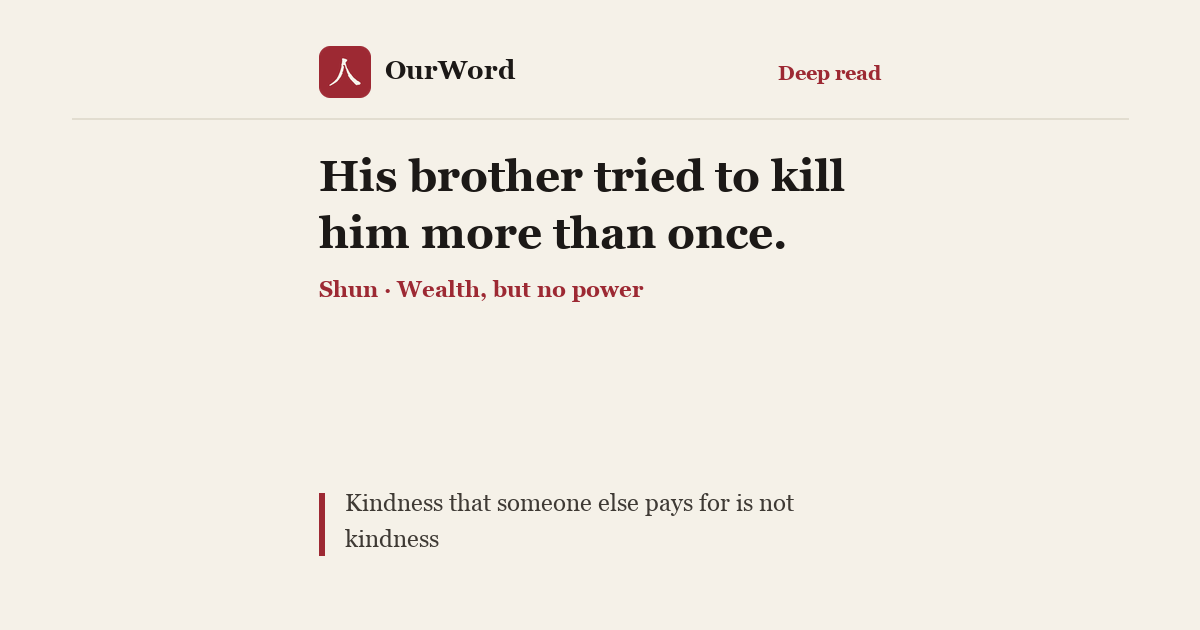 人 OurWord
Deep read
His brother tried to kill
him more than once.
Shun · Wealth, but no power
Kindness that someone else pays for is not
kindness